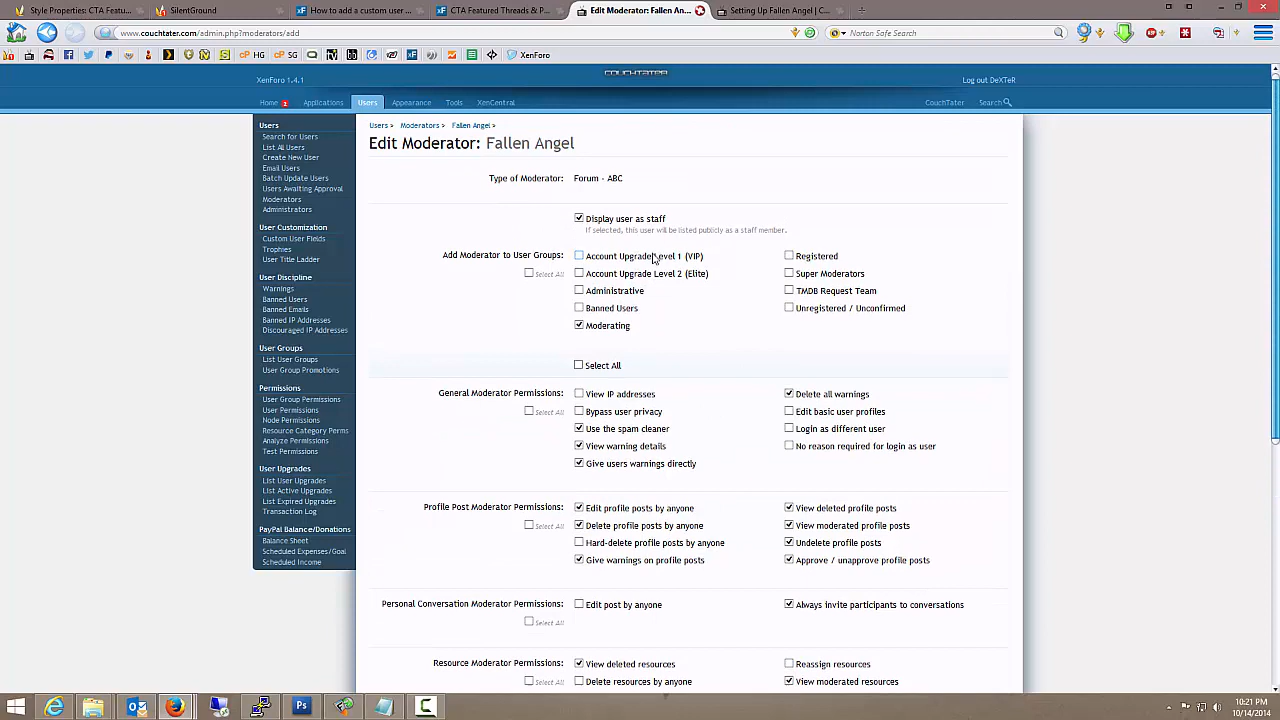 Style Properties: CTA Featu...
SilentGround
How to add a custom user...
CTA Featured Threads & P...
Edit Moderator: Fallen An...
Setting Up Fallen Angel | C...
www.couchtater.com/admin.php?moderators/add
Norton Safe Search
HG SG XenForo
XenForo 1.4.1
COUCHTATER
Log out DeXTeR
Home 2 Applications Users Appearance Tools XenCentral CouchTater Search
Users
Search for Users
List All Users
Create New User
Email Users
Batch Update Users
Users Awaiting Approval
Moderators
Administrators
User Customization
Custom User Fields
Trophies
User Title Ladder
User Discipline
Warnings
Banned Users
Banned Emails
Banned IP Addresses
Discouraged IP Addresses
User Groups
List User Groups
User Group Promotions
Permissions
User Group Permissions
User Permissions
Node Permissions
Resource Category Perms
Analyze Permissions
Test Permissions
User Upgrades
List User Upgrades
List Active Upgrades
List Expired Upgrades
Transaction Log
PayPal Balance/Donations
Balance Sheet
Scheduled Expenses/Goal
Scheduled Income
Users > Moderators > Fallen Angel >
Edit Moderator: Fallen Angel
Type of Moderator: Forum - ABC
Display user as staff
If selected, this user will be listed publicly as a staff member.
Add Moderator to User Groups:
Select All
Account Upgrade Level 1 (VIP)
Account Upgrade Level 2 (Elite)
Administrative
Banned Users
Moderating
Registered
Super Moderators
TMDB Request Team
Unregistered / Unconfirmed
Select All
General Moderator Permissions:
Select All
View IP addresses
Bypass user privacy
Use the spam cleaner
View warning details
Give users warnings directly
Delete all warnings
Edit basic user profiles
Login as different user
No reason required for login as user
Profile Post Moderator Permissions:
Select All
Edit profile posts by anyone
Delete profile posts by anyone
Hard-delete profile posts by anyone
Give warnings on profile posts
View deleted profile posts
View moderated profile posts
Undelete profile posts
Approve / unapprove profile posts
Personal Conversation Moderator Permissions:
Select All
Edit post by anyone
Always invite participants to conversations
Resource Moderator Permissions:
Select All
View deleted resources
Delete resources by anyone
Reassign resources
View moderated resources
10:21 PM
10/14/2014